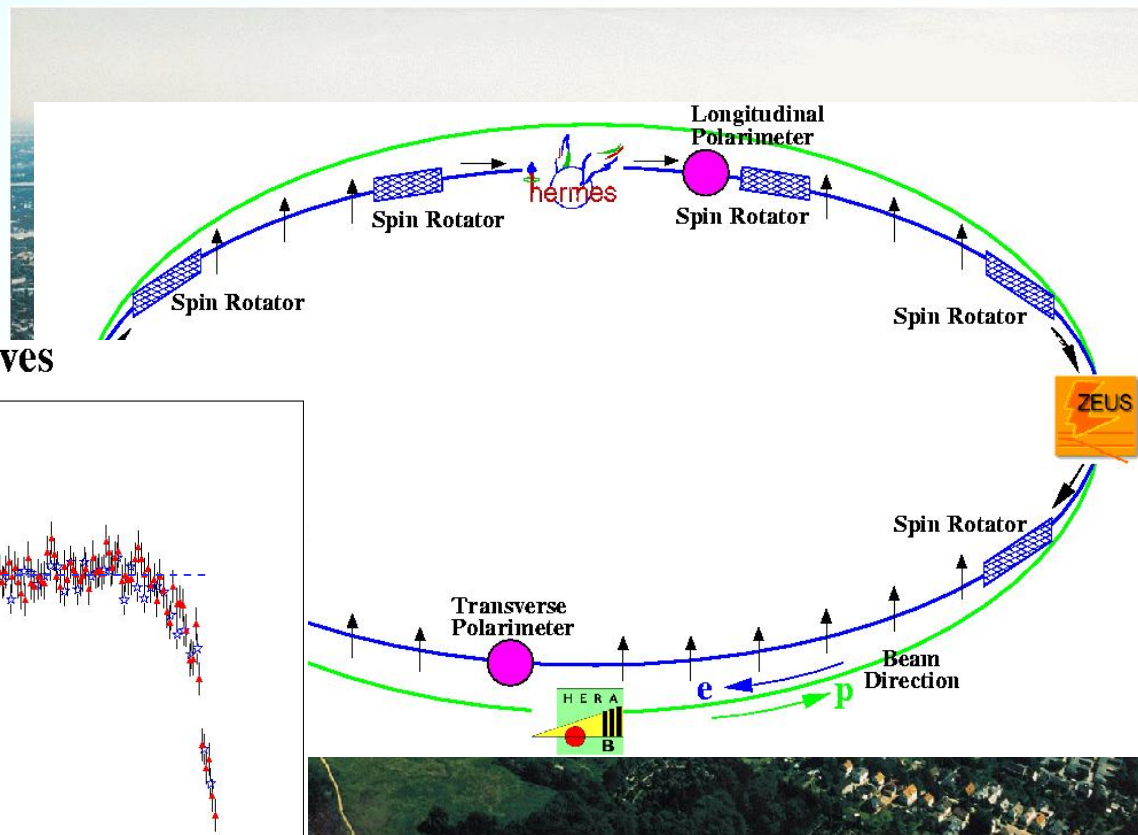 Longitudinal
Polarimeter
hermes
Spin Rotator
Spin Rotator
Spin Rotator
Spin Rotator
ves
ZEUS
Spin Rotator
Transverse
Polarimeter
Beam
Direction
e
p
HERA
B